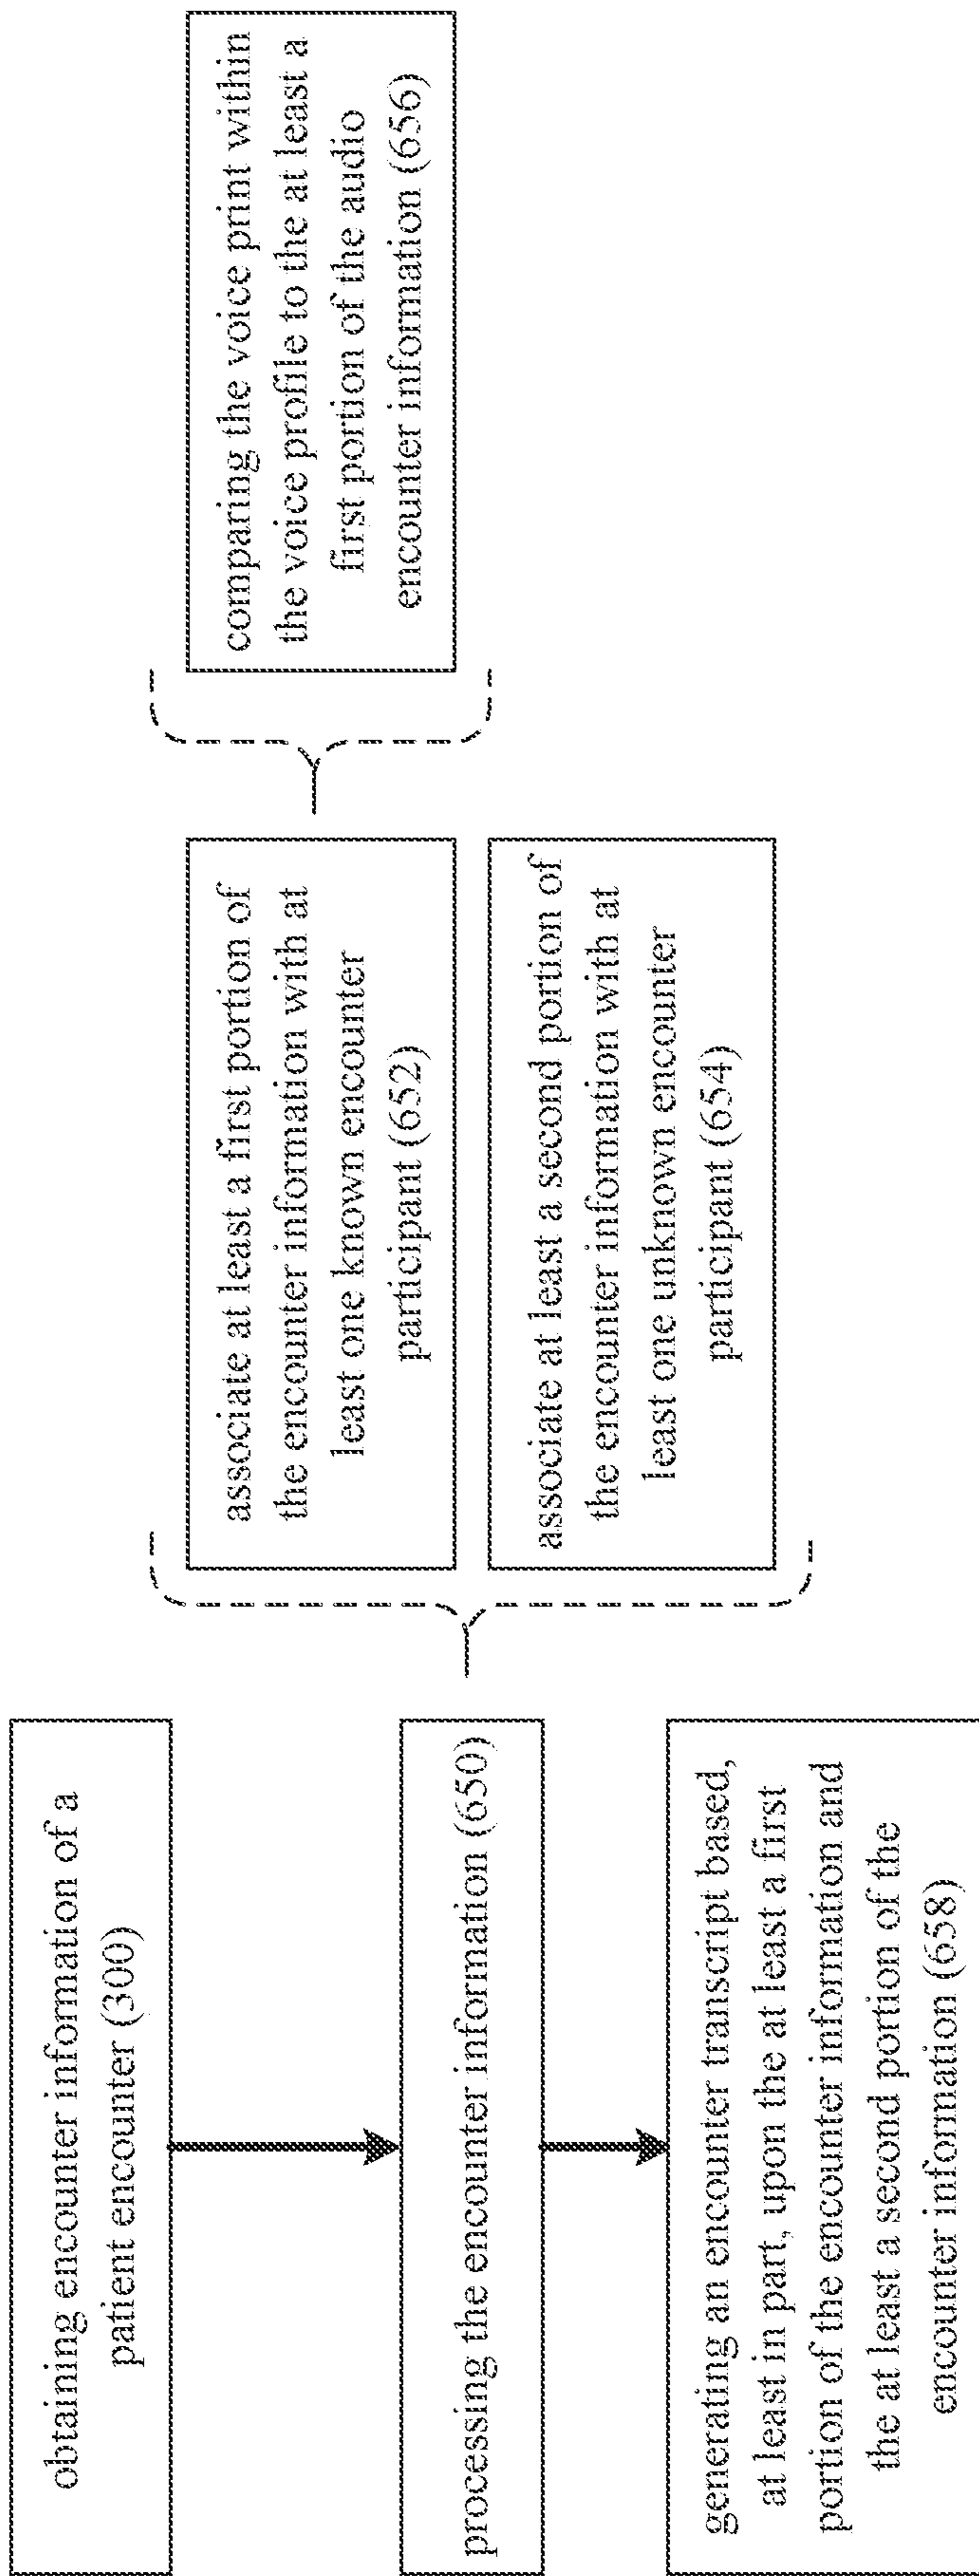 obtaining encounter information of a
patient encounter (300)
processing the encounter information (650)
generating an encounter transcript based,
at least in part, upon the at least a first
portion of the encounter information and
the at least a second portion of the
encounter information (658)
associate at least a first portion of
the encounter information with at
least one known encounter
participant (652)
associate at least a second portion of
the encounter information with at
least one unknown encounter
participant (654)
comparing the voice print within
the voice profile to the at least a
first portion of the audio
encounter information (656)